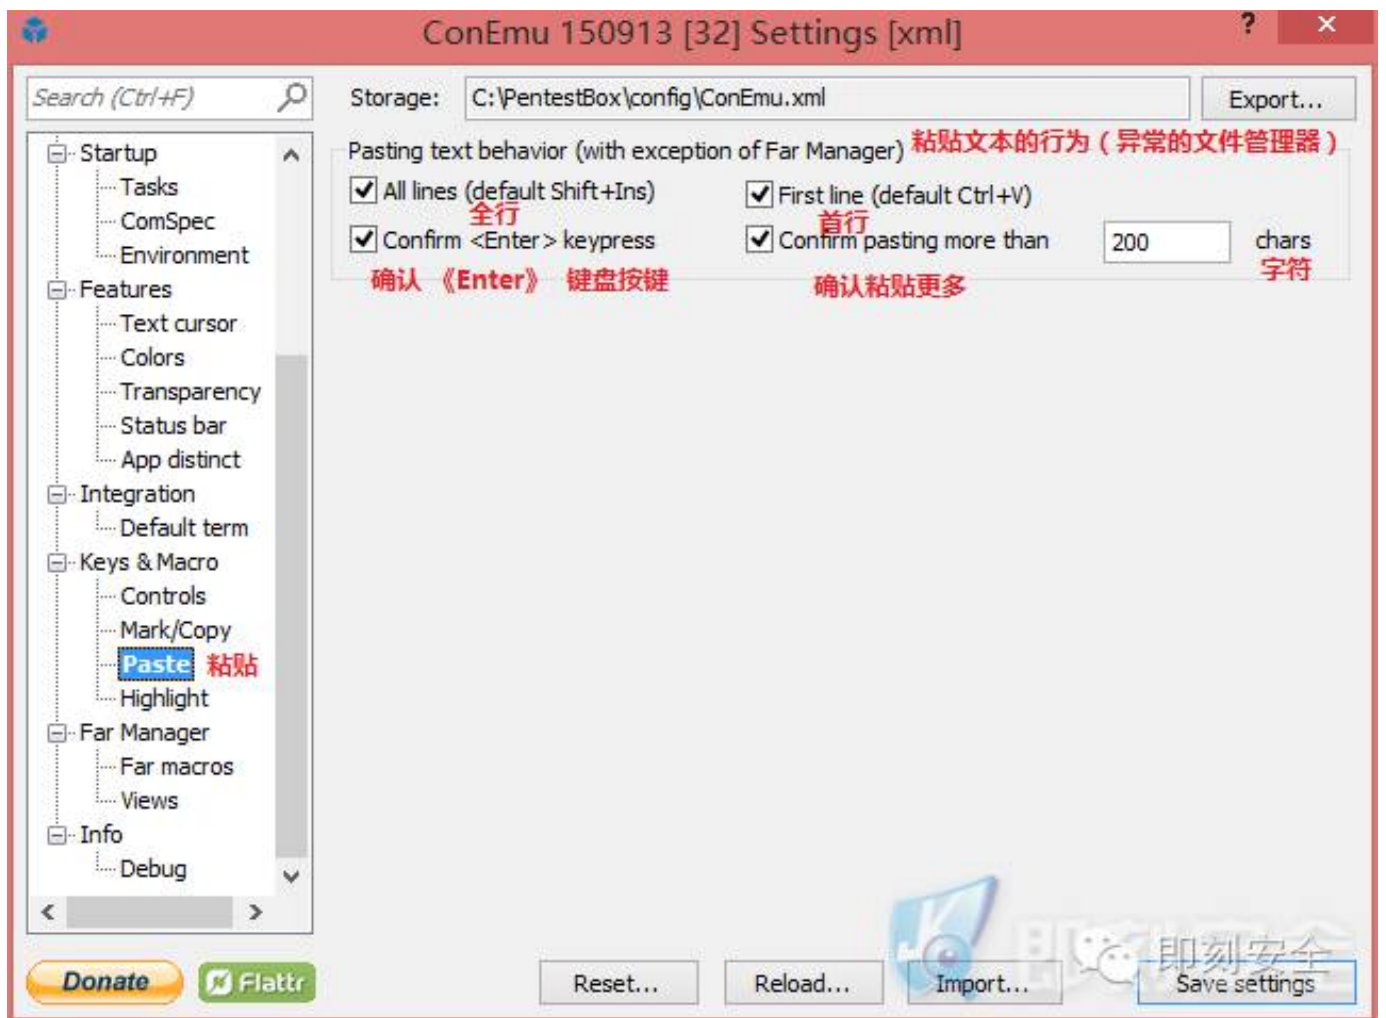 ConEmu 150913 [32] Settings [xml]
?
Search (Ctrl+F)
Storage: C:\PentestBox\config\ConEmu.xml Export...
Pasting text behavior (with exception of Far Manager) 粘贴文本的行为（异常的文件管理器）
All lines (default Shift+Ins) First line (default Ctrl+V)
全行 首行
Confirm <Enter> keypress Confirm pasting more than 200 chars
确认 《Enter》 键盘按键 确认粘贴更多 字符
Startup
Tasks
ComSpec
Environment
Features
Text cursor
Colors
Transparency
Status bar
App distinct
Integration
Default term
Keys & Macro
Controls
Mark/Copy
Paste 粘贴
Highlight
Far Manager
Far macros
Views
Info
Debug
即刻安全
Donate Flattr Reset... Reload... Import... Save settings